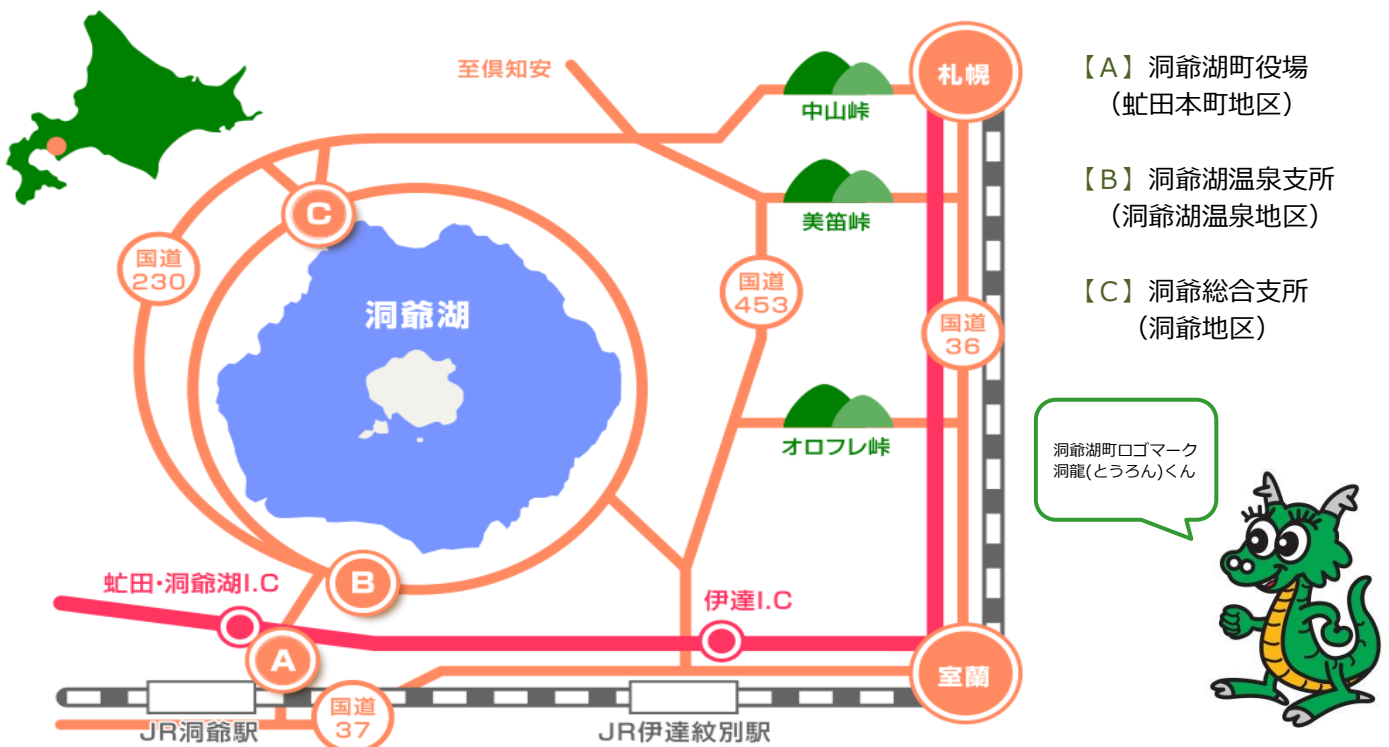 至倶知安
札幌
中山峠
【A】洞爺湖町役場
(虻田本町地区)
美笛峠
【B】洞爺湖温泉支所
(洞爺湖温泉地区)
C
国道
230
国道
453
洞爺湖
国道
36
【C】洞爺総合支所
(洞爺地区)
オロフレ峠
洞爺湖町ロゴマーク
洞龍(とうろん)くん
虻田・洞爺湖I.C
B
伊達I.C
A
室蘭
国道
37
JR洞爺駅
JR伊達紋別駅